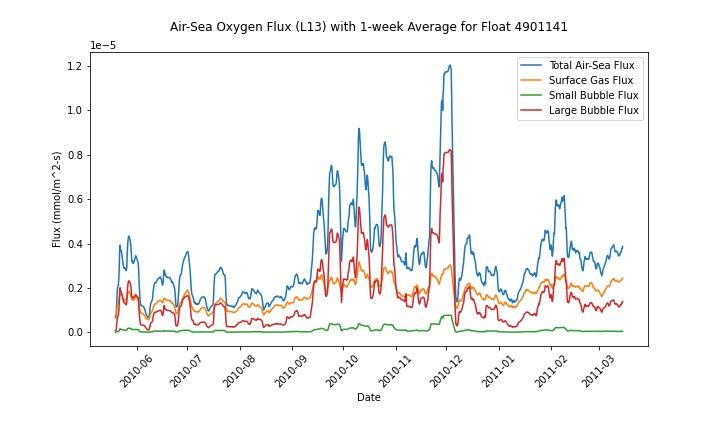 Air-Sea Oxygen Flux (L13) with 1-week Average for Float 4901141
1e−5
Total Air-Sea Flux
Surface Gas Flux
Small Bubble Flux
Large Bubble Flux
1.2
1.0
0.8
0.6
0.4
0.2
0.0
Flux (mmol/m^2-s)
2010-06 2010-07 2010-08 2010-09 2010-10 2010-11 2010-12 2011-01 2011-02 2011-03
Date